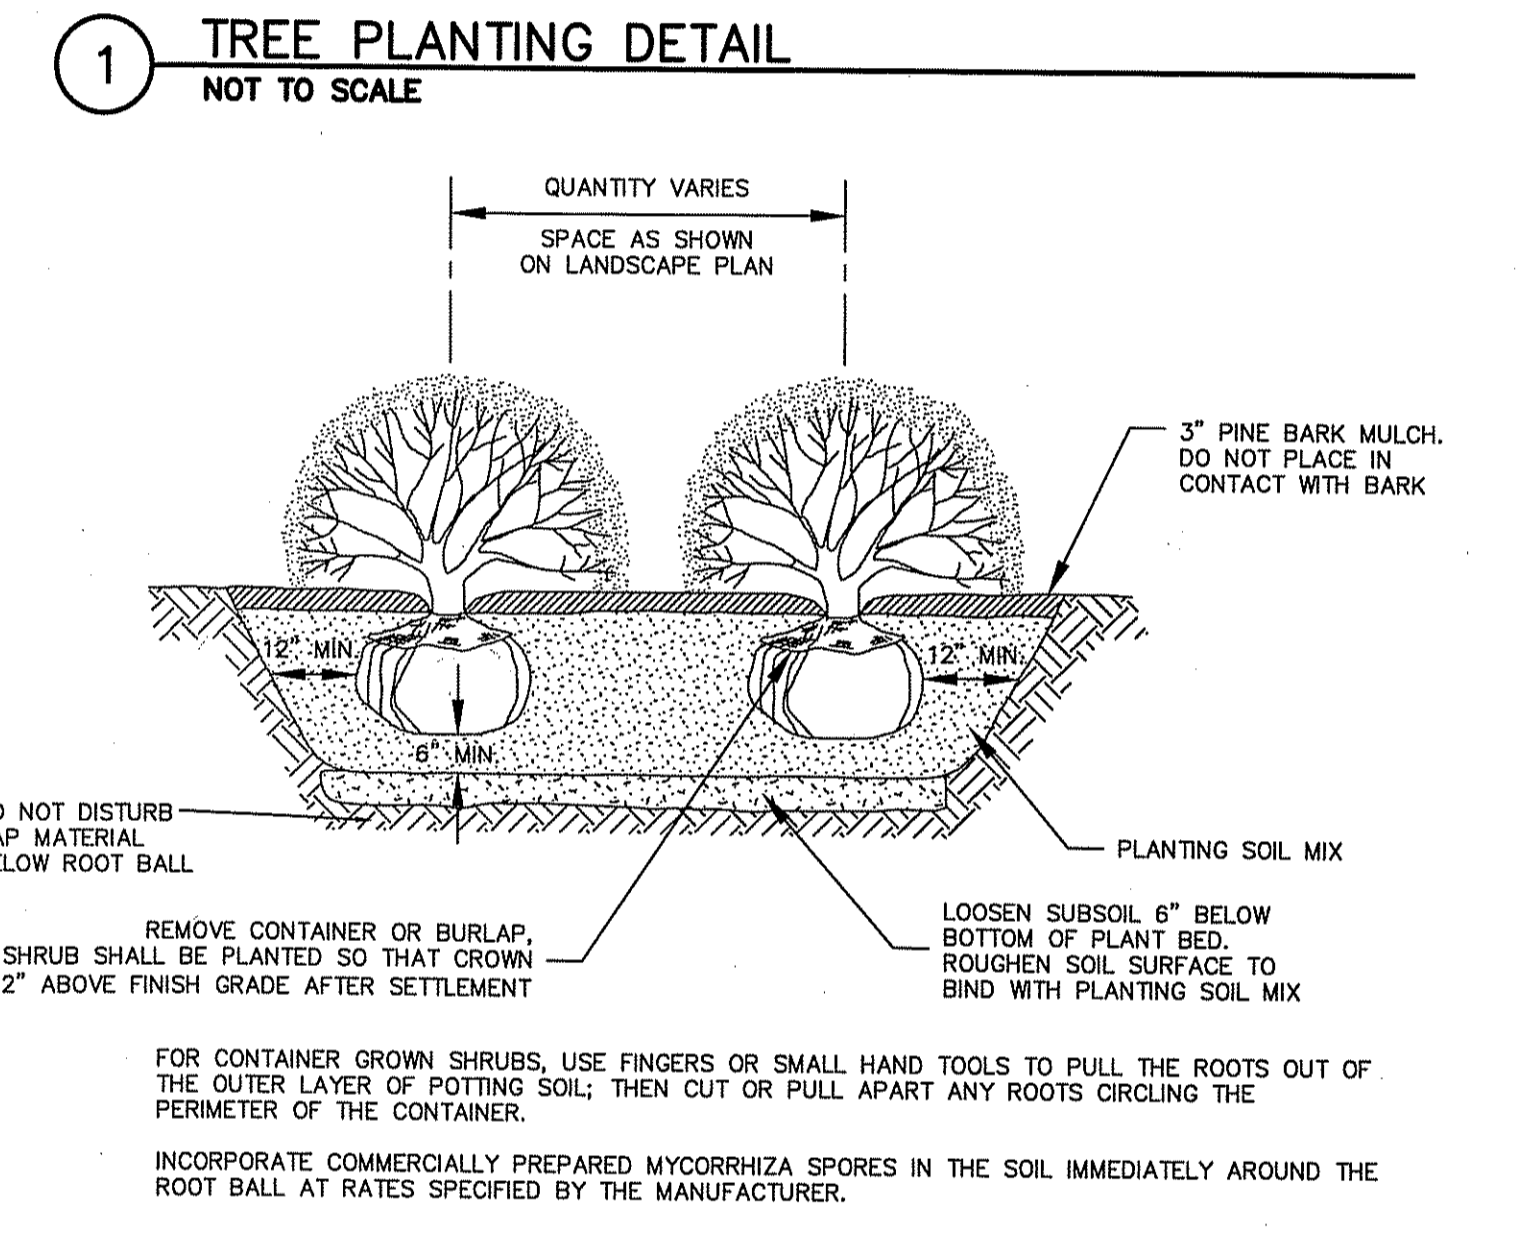 1
TREE PLANTING DETAIL
NOT TO SCALE
QUANTITY VARIES
SPACE AS SHOWN
ON LANDSCAPE PLAN
3" PINE BARK MULCH.
DO NOT PLACE IN
CONTACT WITH BARK
12" MIN.
12" MIN.
6" MIN
NOT DISTURB
MATERIAL
ROOT BALL
PLANTING SOIL MIX
REMOVE CONTAINER OR BURLAP,
SHRUB SHALL BE PLANTED SO THAT CROWN
2" ABOVE FINISH GRADE AFTER SETTLEMENT
LOOSEN SUBSOIL 6" BELOW
BOTTOM OF PLANT BED.
ROUGHEN SOIL SURFACE TO
BIND WITH PLANTING SOIL MIX
FOR CONTAINER GROWN SHRUBS, USE FINGERS OR SMALL HAND TOOLS TO PULL THE ROOTS OUT OF
THE OUTER LAYER OF POTTING SOIL; THEN CUT OR PULL APART ANY ROOTS CIRCLING THE
PERIMETER OF THE CONTAINER.
INCORPORATE COMMERCIALLY PREPARED MYCORRHIZA SPORES IN THE SOIL IMMEDIATELY AROUND THE
ROOT BALL AT RATES SPECIFIED BY THE MANUFACTURER.